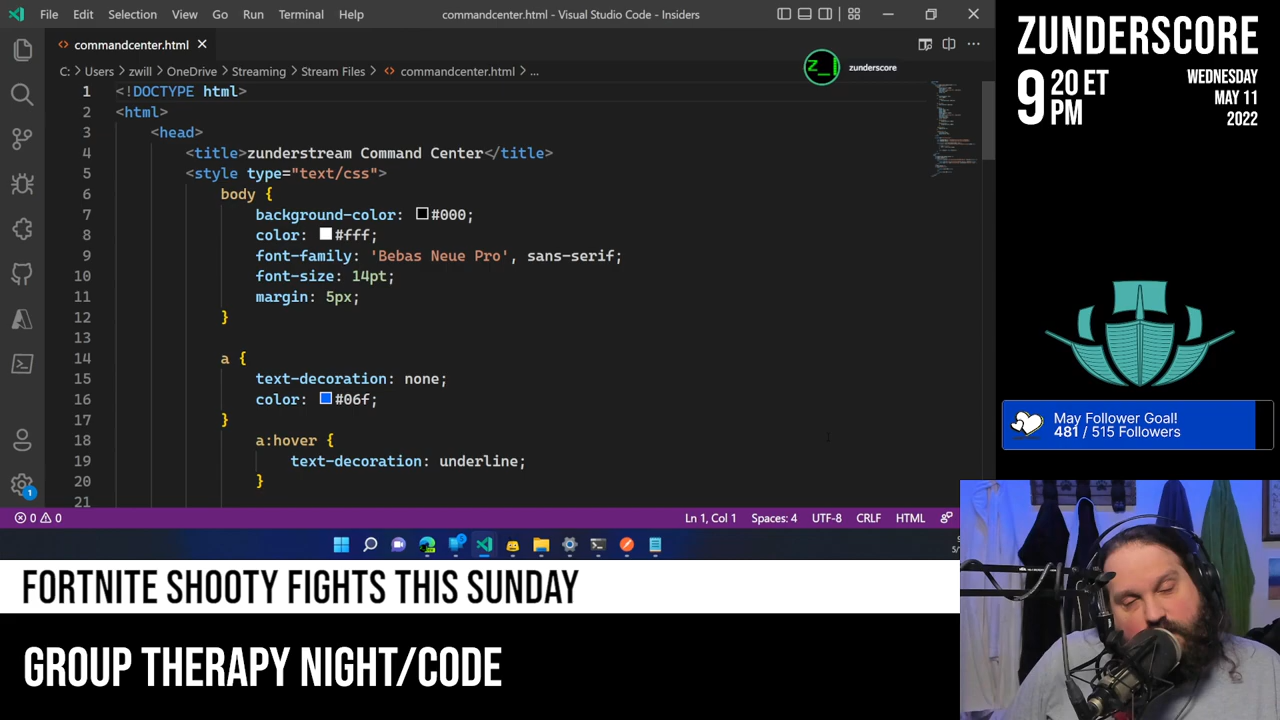 File Edit Selection View Go Run Terminal Help
commandcenter.html - Visual Studio Code - Insiders
commandcenter.html
C: > Users > zwill > OneDrive > Streaming > Stream Files > commandcenter.html > ...
z_
zunderscore
1 <!DOCTYPE html>
2 <html>
3 <head>
4 <title>zunderstream Command Center</title>
5 <style type="text/css">
6 body {
7 background-color: #000;
8 color: #fff;
9 font-family: 'Bebas Neue Pro', sans-serif;
10 font-size: 14pt;
11 margin: 5px;
12 }
13
14 a {
15 text-decoration: none;
16 color: #06f;
17 }
18 a:hover {
19 text-decoration: underline;
20 }
21
1
0 0
Ln 1, Col 1 Spaces: 4 UTF-8 CRLF HTML
ZUNDERSCORE
9 20 ET
PM
WEDNESDAY
MAY 11
2022
May Follower Goal!
481 / 515 Followers
FORTNITE SHOOTY FIGHTS THIS SUNDAY
GROUP THERAPY NIGHT/CODE